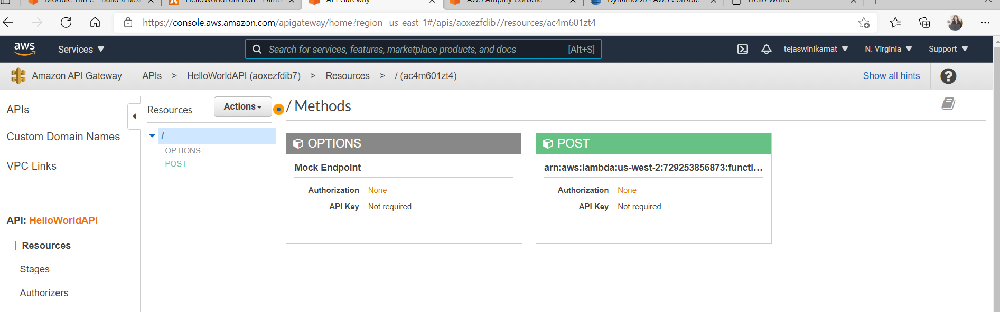 Module Three - Build a Basi
HelloWorldFunction - Lamb
API Gateway
AWS Amplify Console
DynamoDB · AWS Console
Hello World
https://console.aws.amazon.com/apigateway/home?region=us-east-1#/apis/aoxezfdib7/resources/ac4m601zt4
aws
Services
Search for services, features, marketplace products, and docs
[Alt+S]
tejaswinikamat
N. Virginia
Support
Amazon API Gateway
APIs > HelloWorldAPI (aoxezfdib7) > Resources > / (ac4m601zt4)
Show all hints
?
APIs
Custom Domain Names
VPC Links
API: HelloWorldAPI
Resources
Stages
Authorizers
Resources
Actions
/
OPTIONS
POST
/ Methods
OPTIONS
Mock Endpoint
Authorization None
API Key Not required
POST
arn:aws:lambda:us-west-2:729253856873:functi...
Authorization None
API Key Not required